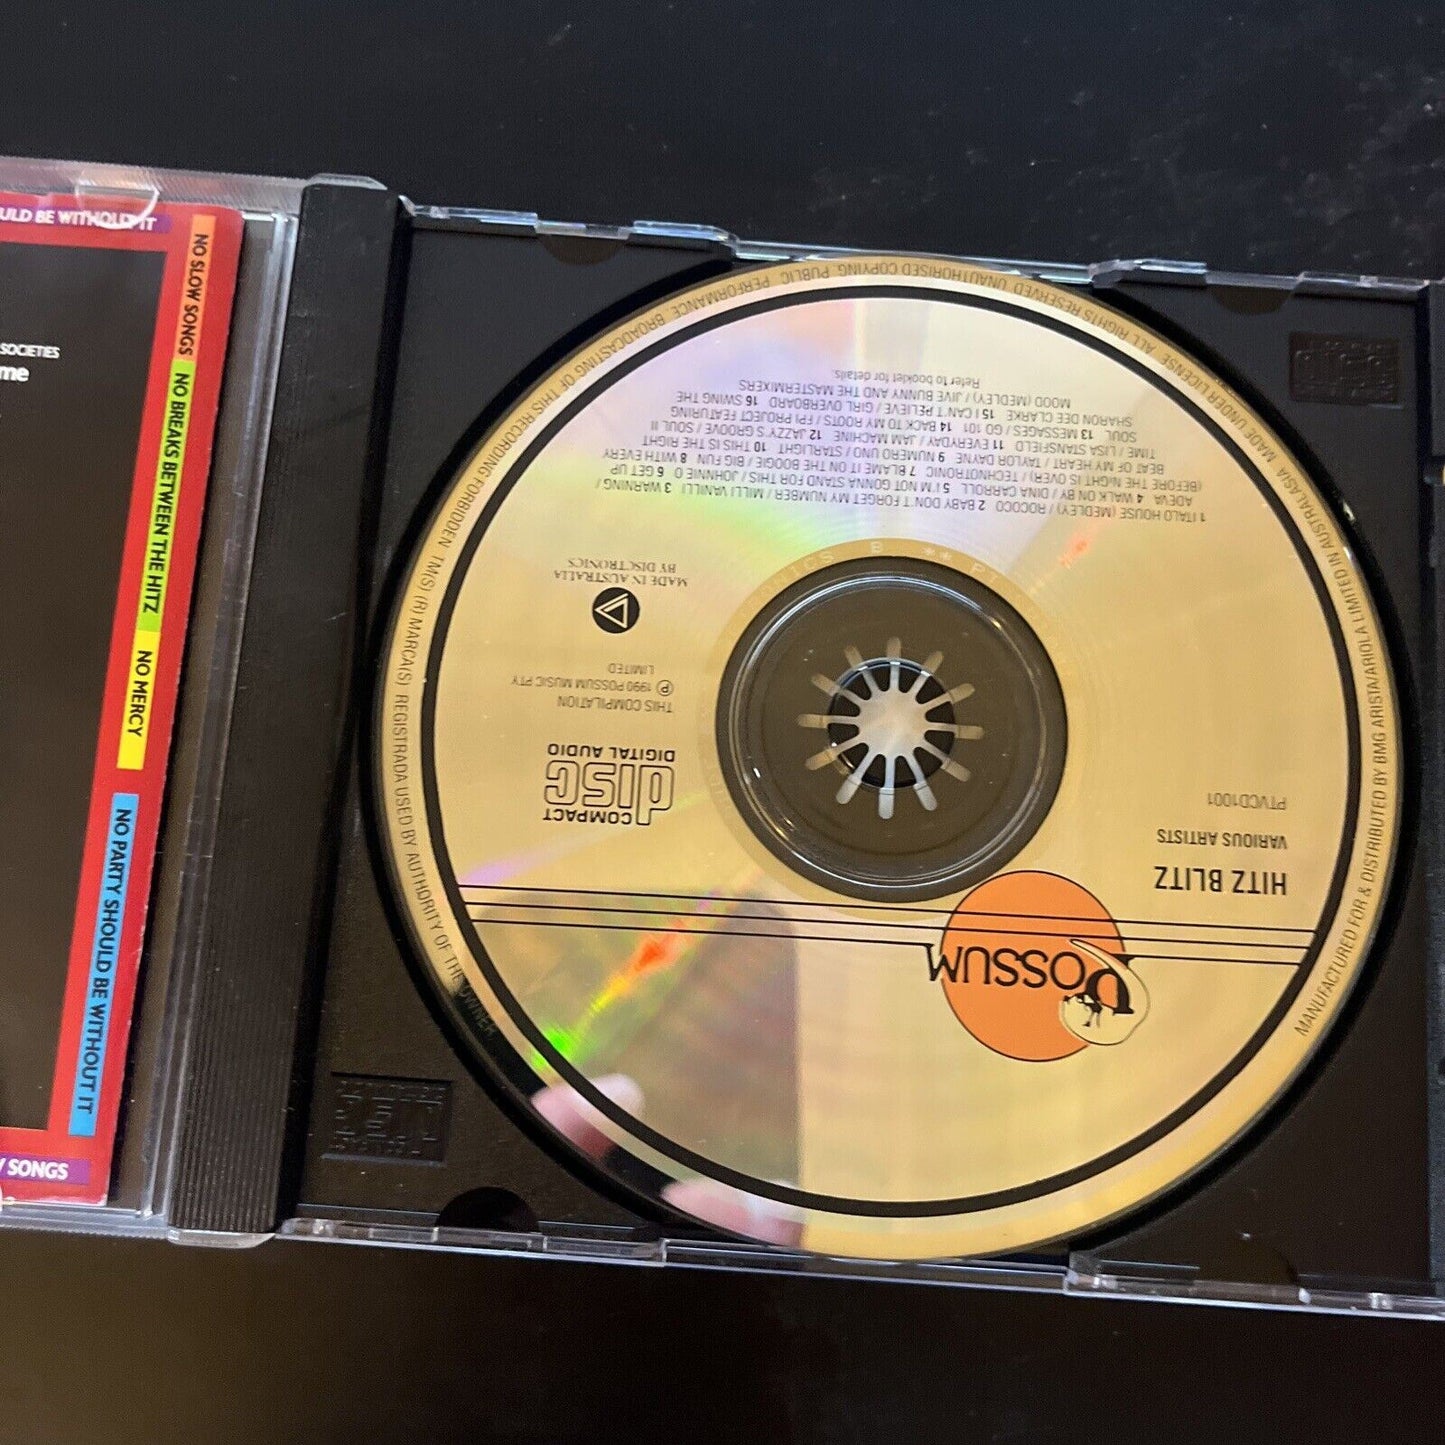 OULD BE WITHOUT IT
NO SLOW SONGS
NO BREAKS BETWEEN THE HITZ
NO MERCY
NO PARTY SHOULD BE WITHOUT IT
SONGS
SOCIETIES
me
POSSUM
HITZ BLITZ
VARIOUS ARTISTS
PTVCD1001
COMPACT
disc
DIGITAL AUDIO
THIS COMPILATION
℗ 1990 POSSUM MUSIC PTY
LIMITED
MADE IN AUSTRALIA
BY DISCTRONICS
1 ITALO HOUSE (MEDLEY) / ROCOCO 2 BABY DON'T FORGET MY NUMBER / MILLI VANILLI 3 WARNING /
ADEVA 4 WALK ON BY / DINA CARROLL 5 I'M NOT GONNA STAND FOR THIS / JOHNNIE O 6 GET UP
(BEFORE THE NIGHT IS OVER) / TECHNOTRONIC 7 BLAME IT ON THE BOOGIE / BIG FUN 8 WITH EVERY
BEAT OF MY HEART / TAYLOR DAYNE 9 NUMERO UNO / STARLIGHT 10 THIS IS THE RIGHT
TIME / LISA STANSFIELD 11 EVERYDAY / JAM MACHINE 12 JAZZY'S GROOVE / SOUL II
SOUL 13 MESSAGES / GO 101 14 BACK TO MY ROOTS / FPI PROJECT FEATURING
SHARON DEE CLARKE 15 I CAN'T BELIEVE / GIRL OVERBOARD 16 SWING THE
MOOD (MEDLEY) / JIVE BUNNY AND THE MASTERMIXERS
Refer to booklet for details.
MANUFACTURED FOR & DISTRIBUTED BY BMG ARISTA/ARIOLA LIMITED IN AUSTRALASIA MADE UNDER LICENSE ALL RIGHTS RESERVED UNAUTHORISED COPYING, PUBLIC PERFORMANCE, BROADCASTING OF THIS RECORDING FORBIDDEN TM(S) (R) MARCA(S) REGISTRADA USED BY AUTHORITY OF THE OWNER